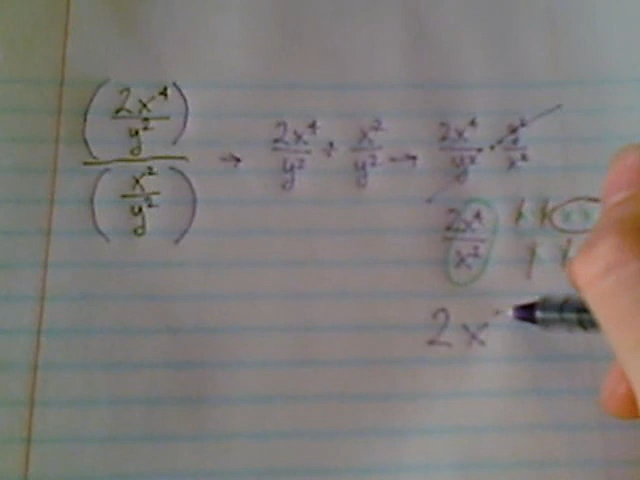 (2x⁴/y²)/(x²/y²) → 2x⁴/y² ÷ x²/y² → 2x⁴/y² · y²/x²
2x⁴/x²
2x